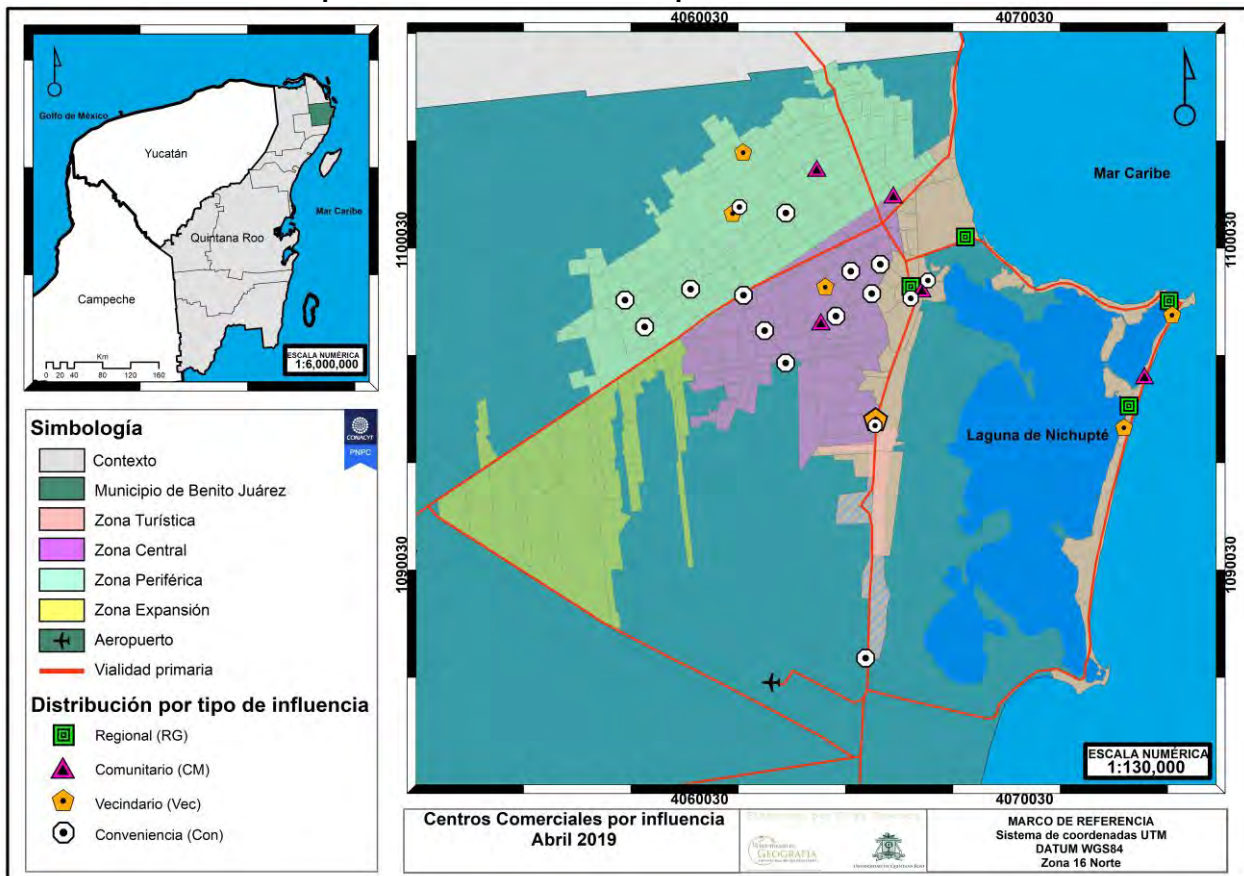 Golfo de México
Yucatán
Mar Caribe
Quintana Roo
Campeche
Km
0 20 40 80 120 160
ESCALA NUMÉRICA
1:6,000,000
Simbología
CONACYT
PNPC
Contexto
Municipio de Benito Juárez
Zona Turística
Zona Central
Zona Periférica
Zona Expansión
Aeropuerto
Vialidad primaria
Distribución por tipo de influencia
Regional (RG)
Comunitario (CM)
Vecindario (Vec)
Conveniencia (Con)
4060030
4070030
1100030
1100030
1090030
1090030
Mar Caribe
Laguna de Nichupté
ESCALA NUMÉRICA
1:130,000
4060030
4070030
Centros Comerciales por influencia
Abril 2019
GEOGRAFÍA
UNIVERSIDAD DE QUINTANA ROO
MARCO DE REFERENCIA
Sistema de coordenadas UTM
DATUM WGS84
Zona 16 Norte